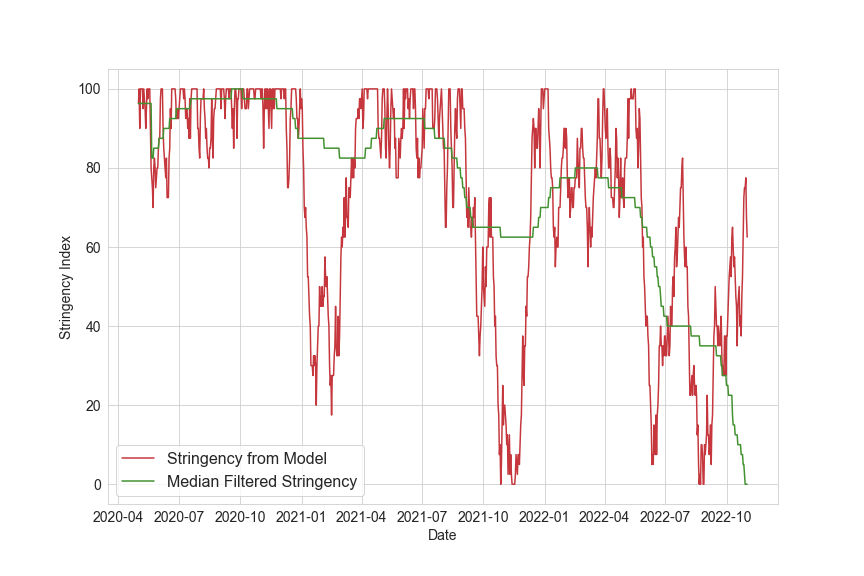 100
80
60
40
20
0
Stringency Index
Stringency from Model
Median Filtered Stringency
2020-04 2020-07 2020-10 2021-01 2021-04 2021-07 2021-10 2022-01 2022-04 2022-07 2022-10
Date